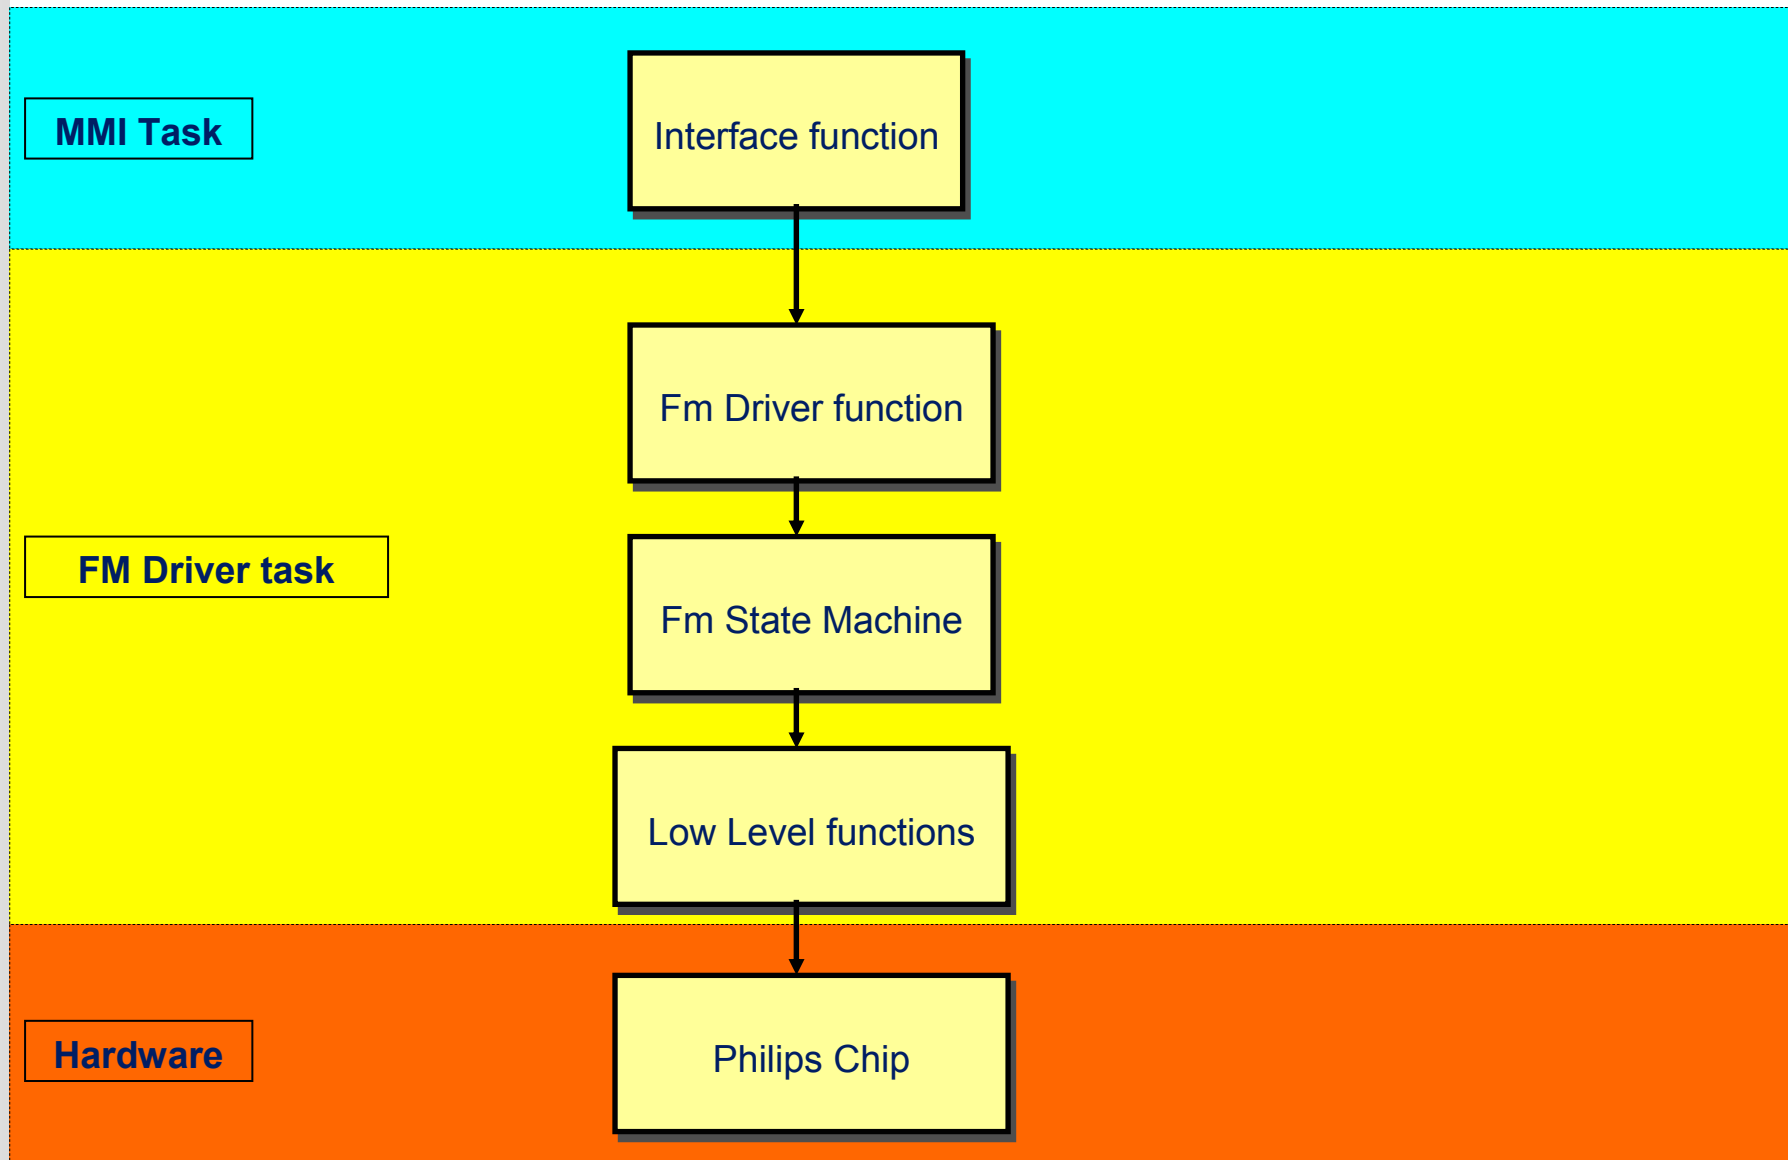 Interface function
MMI Task
Fm Driver function
FM Driver task
Fm State Machine
Low Level functions
Hardware
Philips Chip